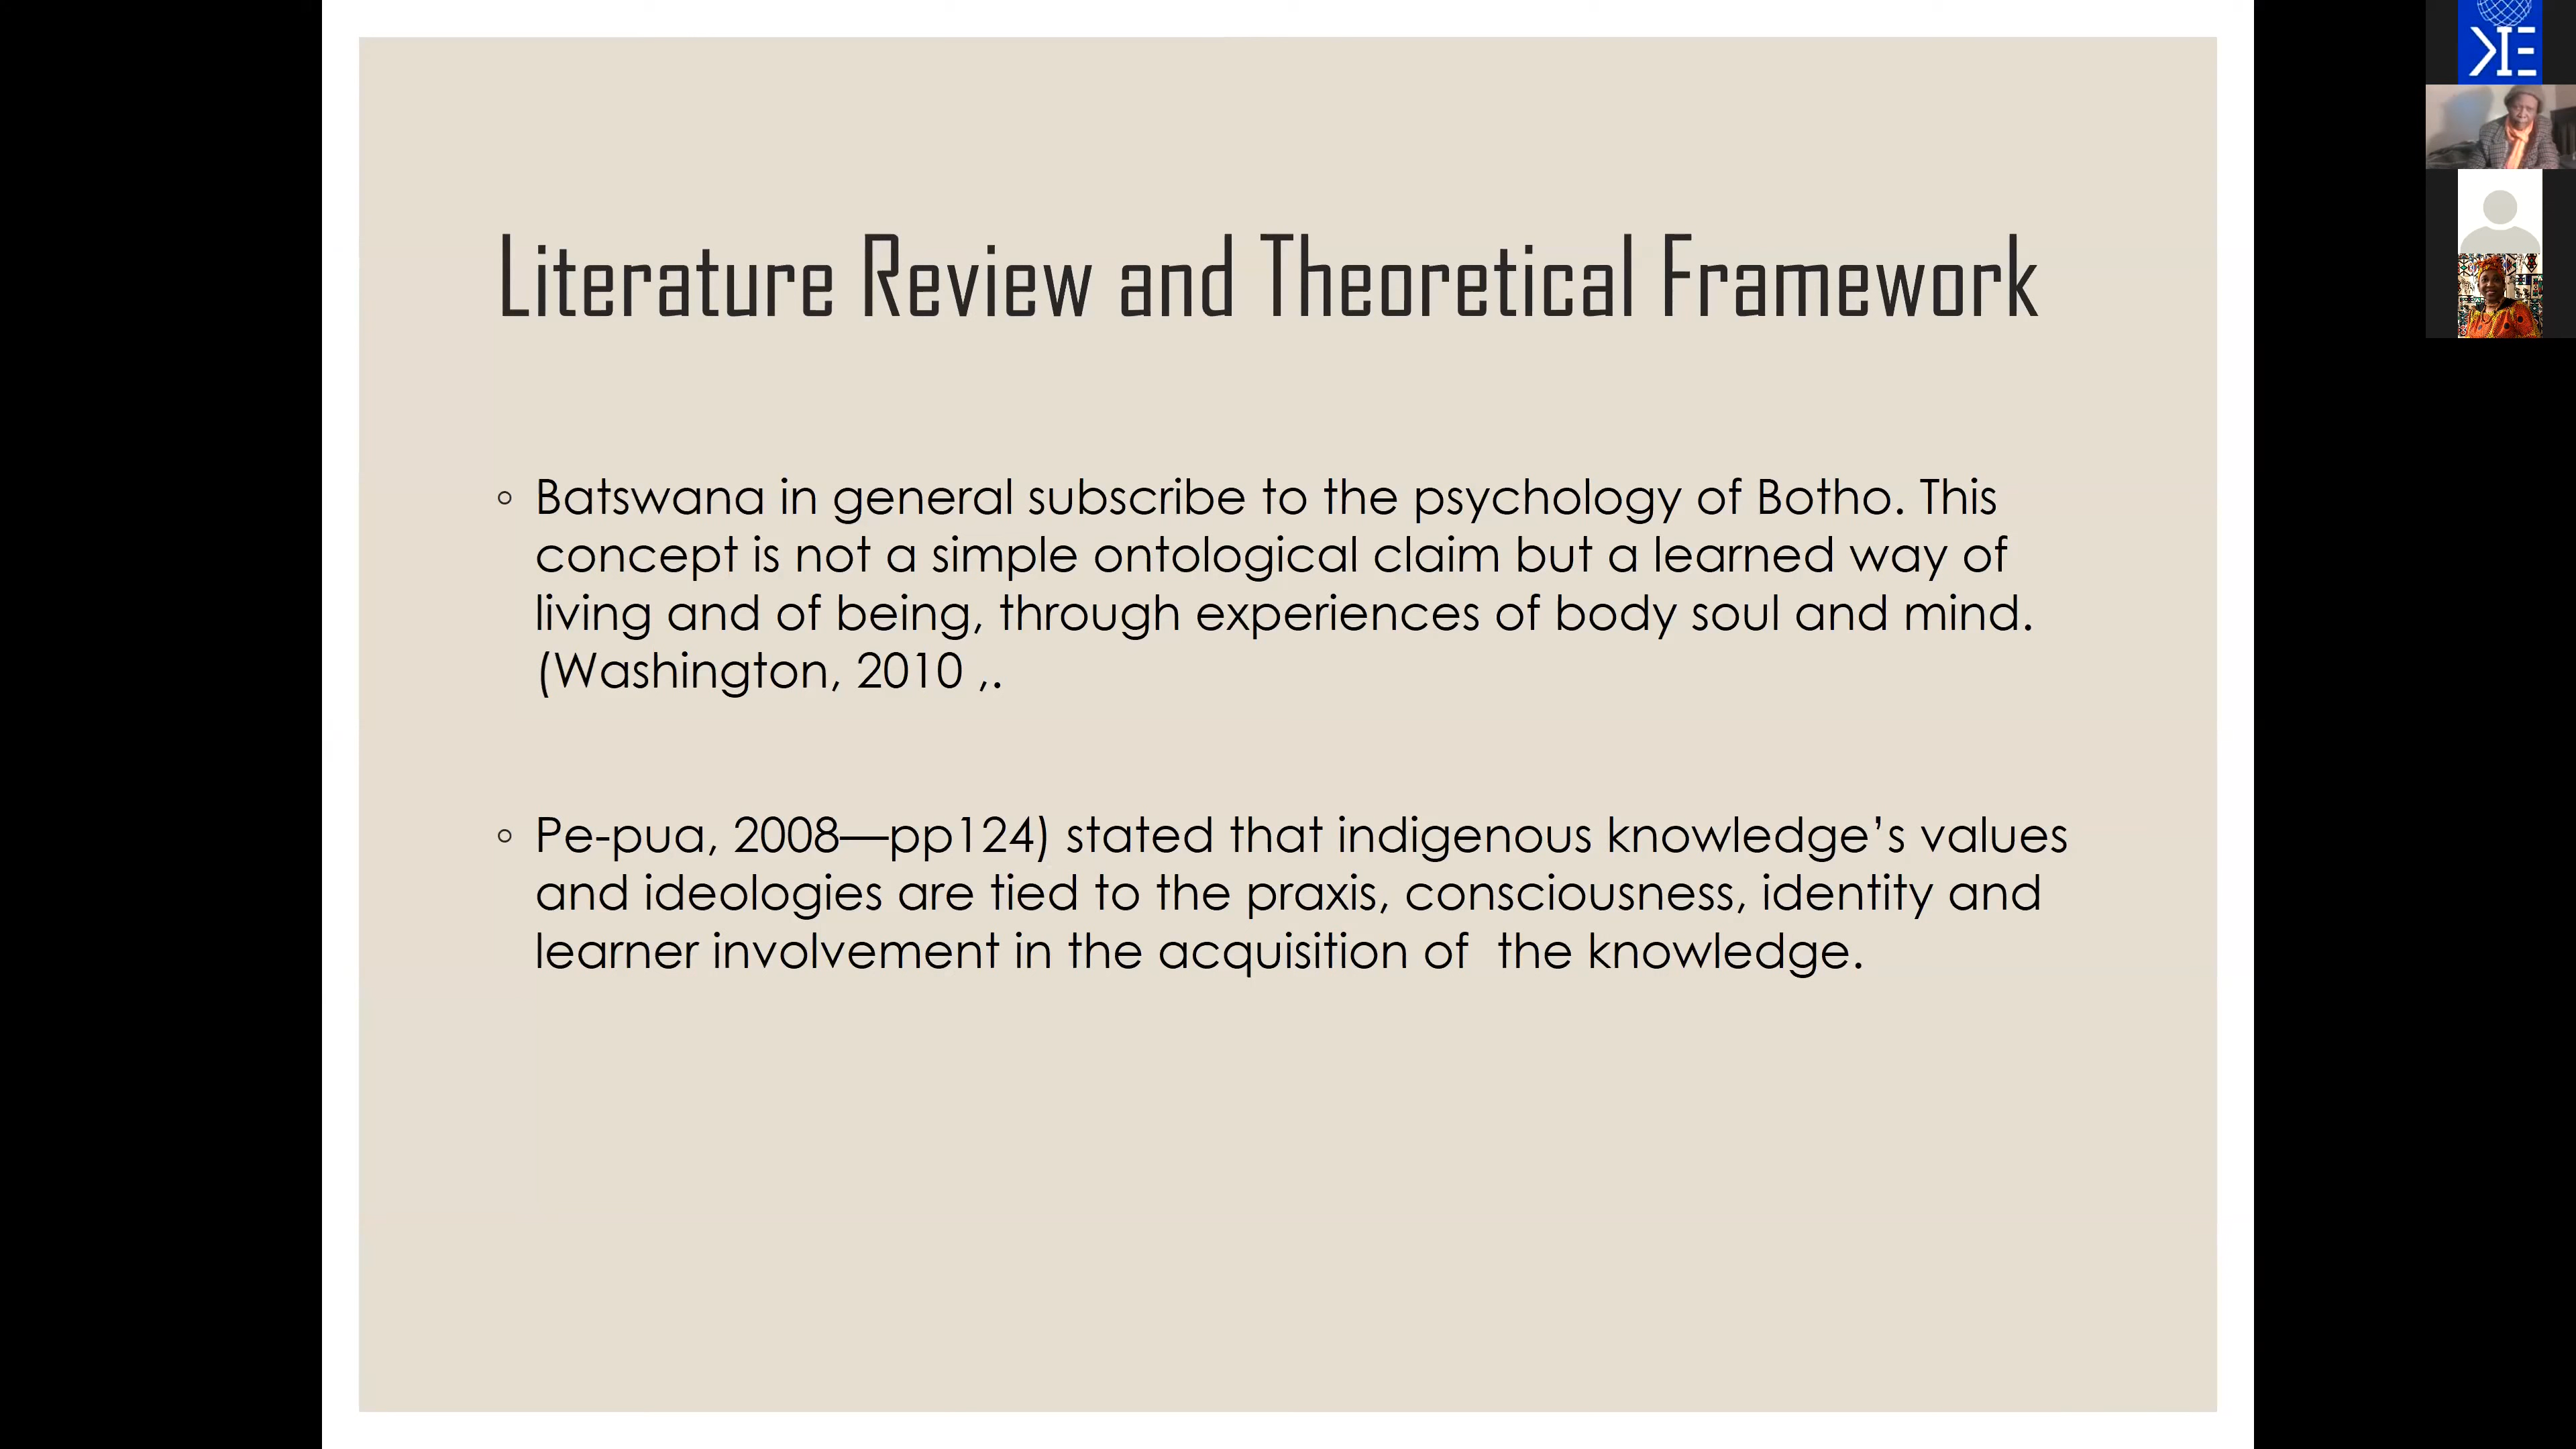 Literature Review and Theoretical Framework
◦ Batswana in general subscribe to the psychology of Botho. This
concept is not a simple ontological claim but a learned way of
living and of being, through experiences of body soul and mind.
(Washington, 2010 ,.
◦ Pe-pua, 2008—pp124) stated that indigenous knowledge’s values
and ideologies are tied to the praxis, consciousness, identity and
learner involvement in the acquisition of  the knowledge.